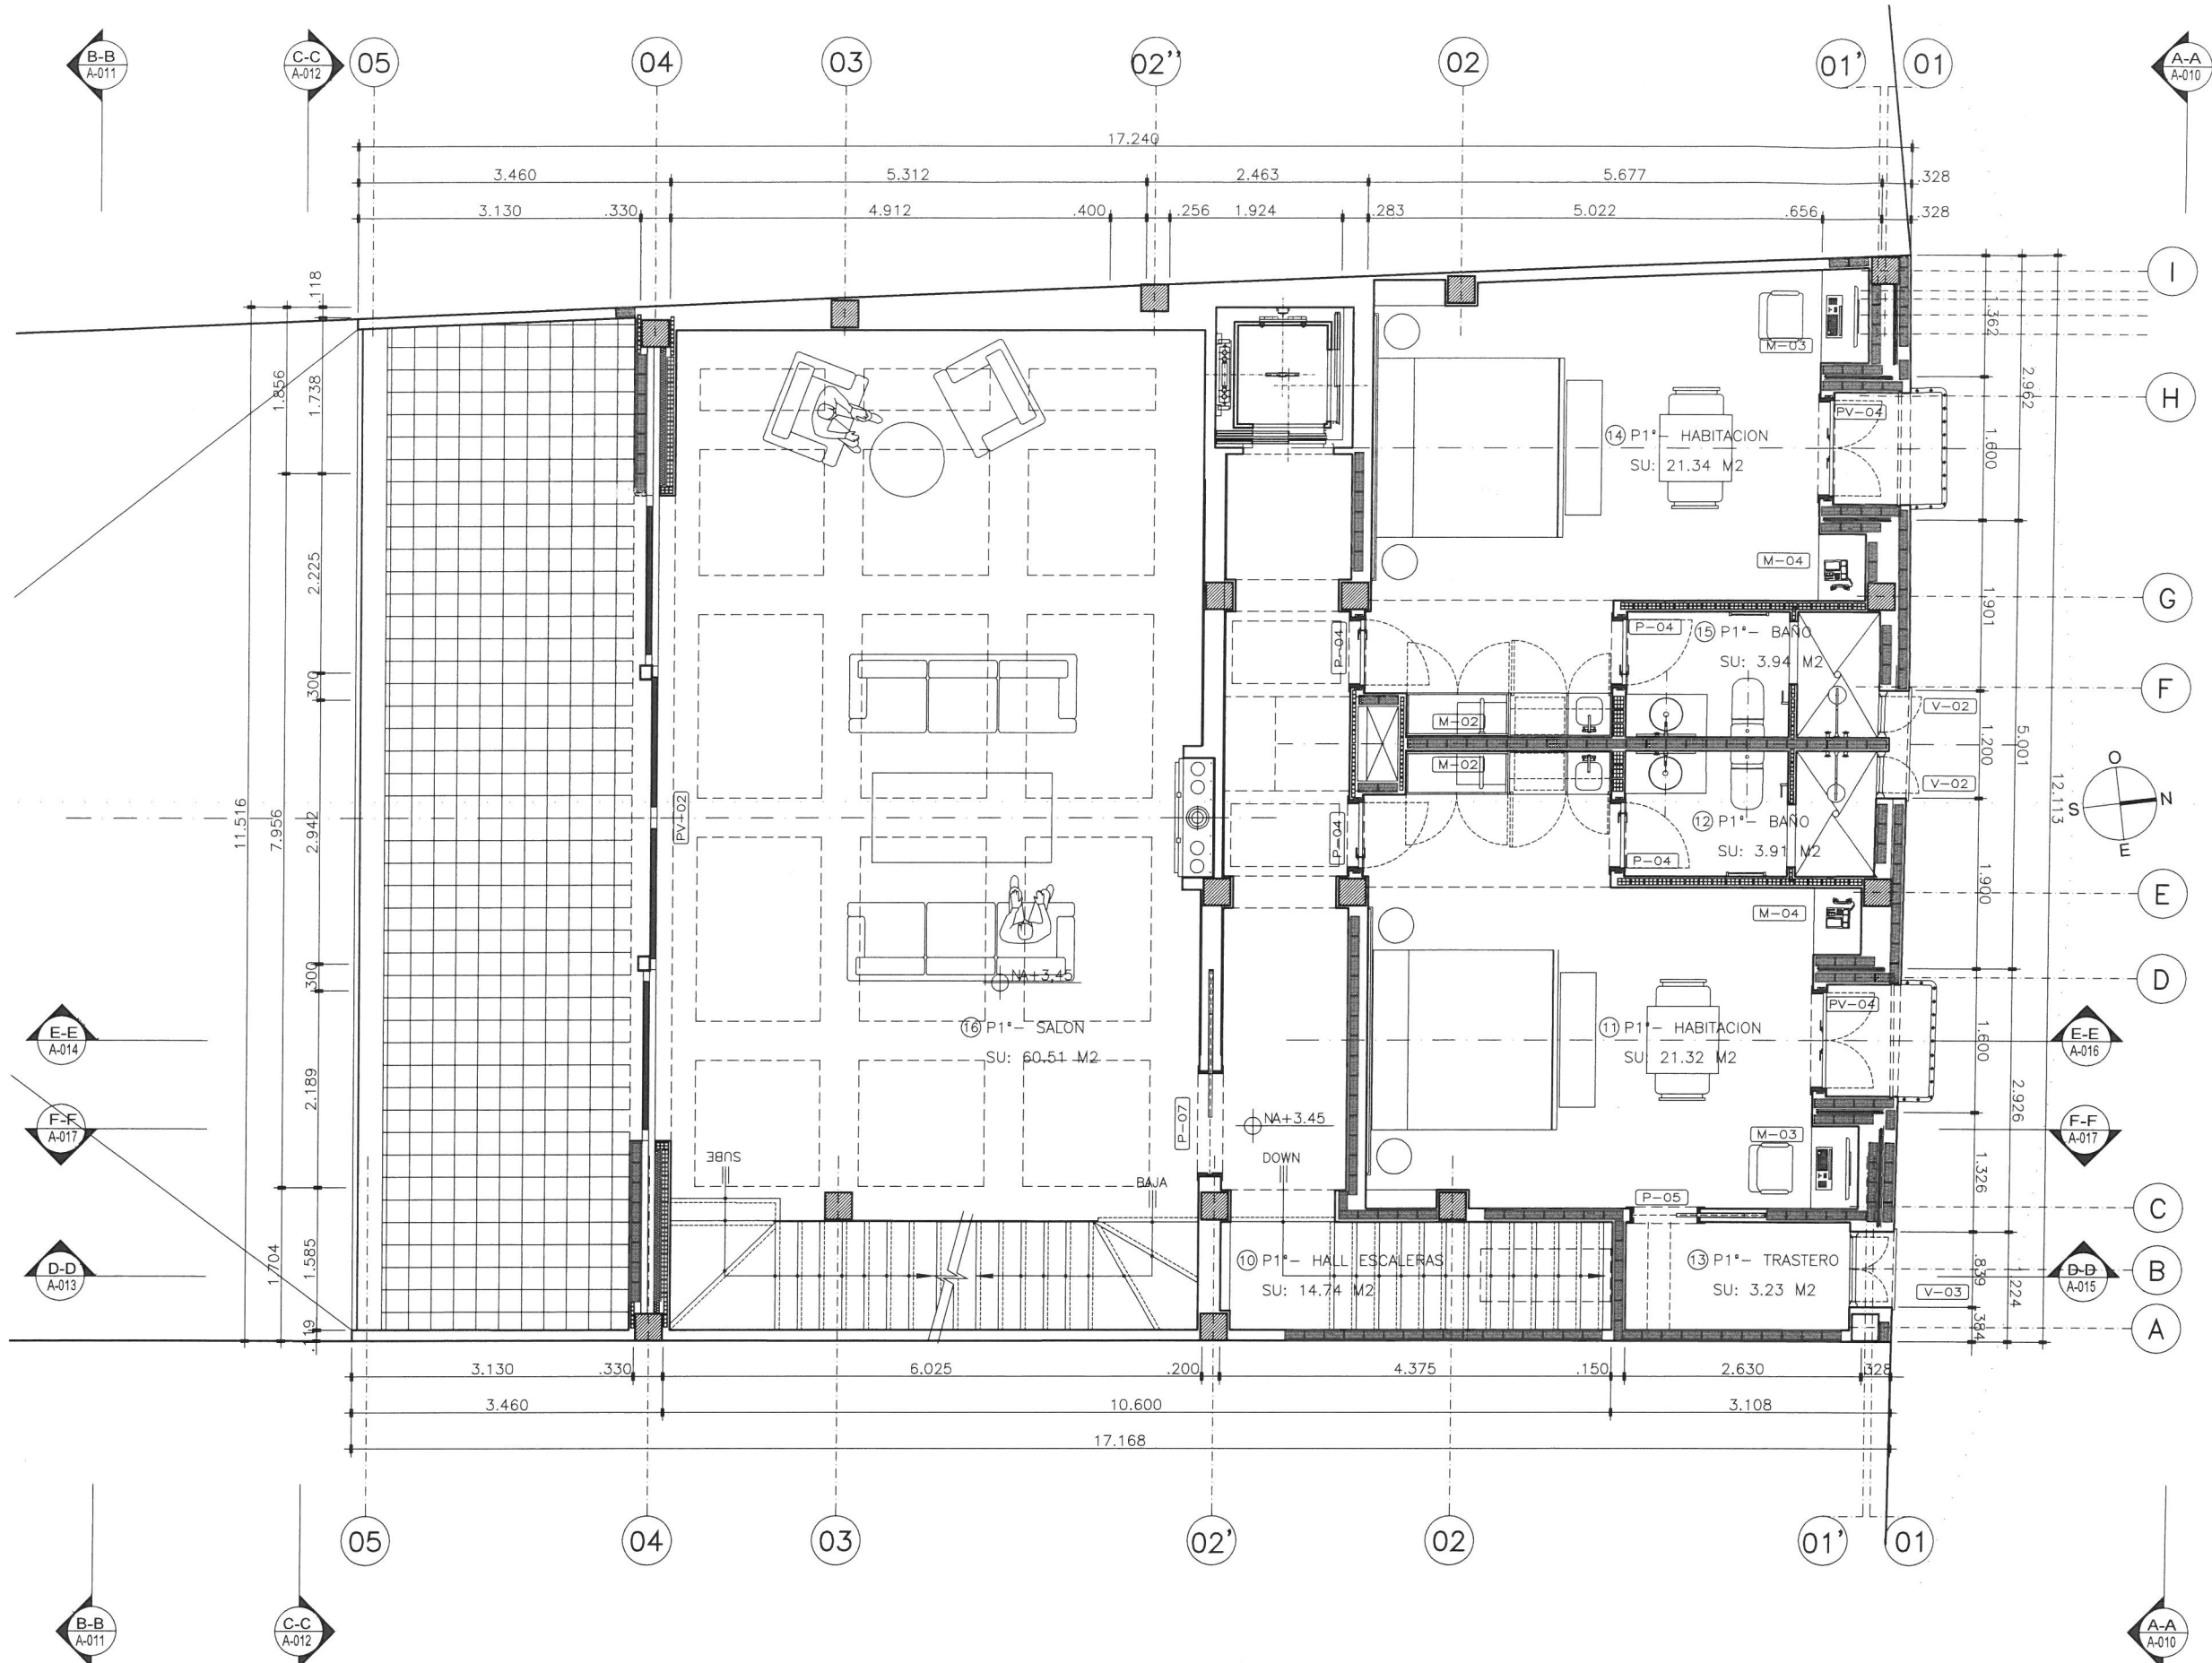 B-B
A-011
C-C
A-012
05
04
03
02''
02
01'
01
A-A
A-010
17.240
3.460
5.312
2.463
5.677
.328
3.130
.330
4.912
.400
.256
1.924
.283
5.022
.656
.328
I
H
G
F
E
D
C
B
A
.118
1.856
1.738
2.225
.300
11.516
7.956
2.942
.300
2.189
1.704
1.585
.119
.362
2.962
1.600
1.901
1.200
5.001
12.113
1.900
1.600
2.926
1.326
.839
1.224
.384
M-03
PV-04
14 P1ª- HABITACION
SU: 21.34 M2
M-04
P-04
P-04
15 P1ª- BAÑO
SU: 3.94 M2
M-02
V-02
M-02
V-02
PV-02
12 P1ª- BAÑO
SU: 3.91 M2
P-04
P-04
M-04
O
N
S
E
NA+3,45
16 P1ª- SALON
SU: 60.51 M2
PV-04
11 P1ª- HABITACION
SU: 21.32 M2
E-E
A-014
E-E
A-016
F-F
A-017
F-F
A-017
P-07
NA+3.45
M-03
SUBE
BAJA
DOWN
P-05
10 P1ª- HALL ESCALERAS
SU: 14.74 M2
13 P1ª- TRASTERO
SU: 3.23 M2
V-03
D-D
A-013
D-D
A-015
3.130
.330
6.025
.200
4.375
.150
2.630
.328
3.460
10.600
3.108
17.168
05
04
03
02'
02
01'
01
B-B
A-011
C-C
A-012
A-A
A-010